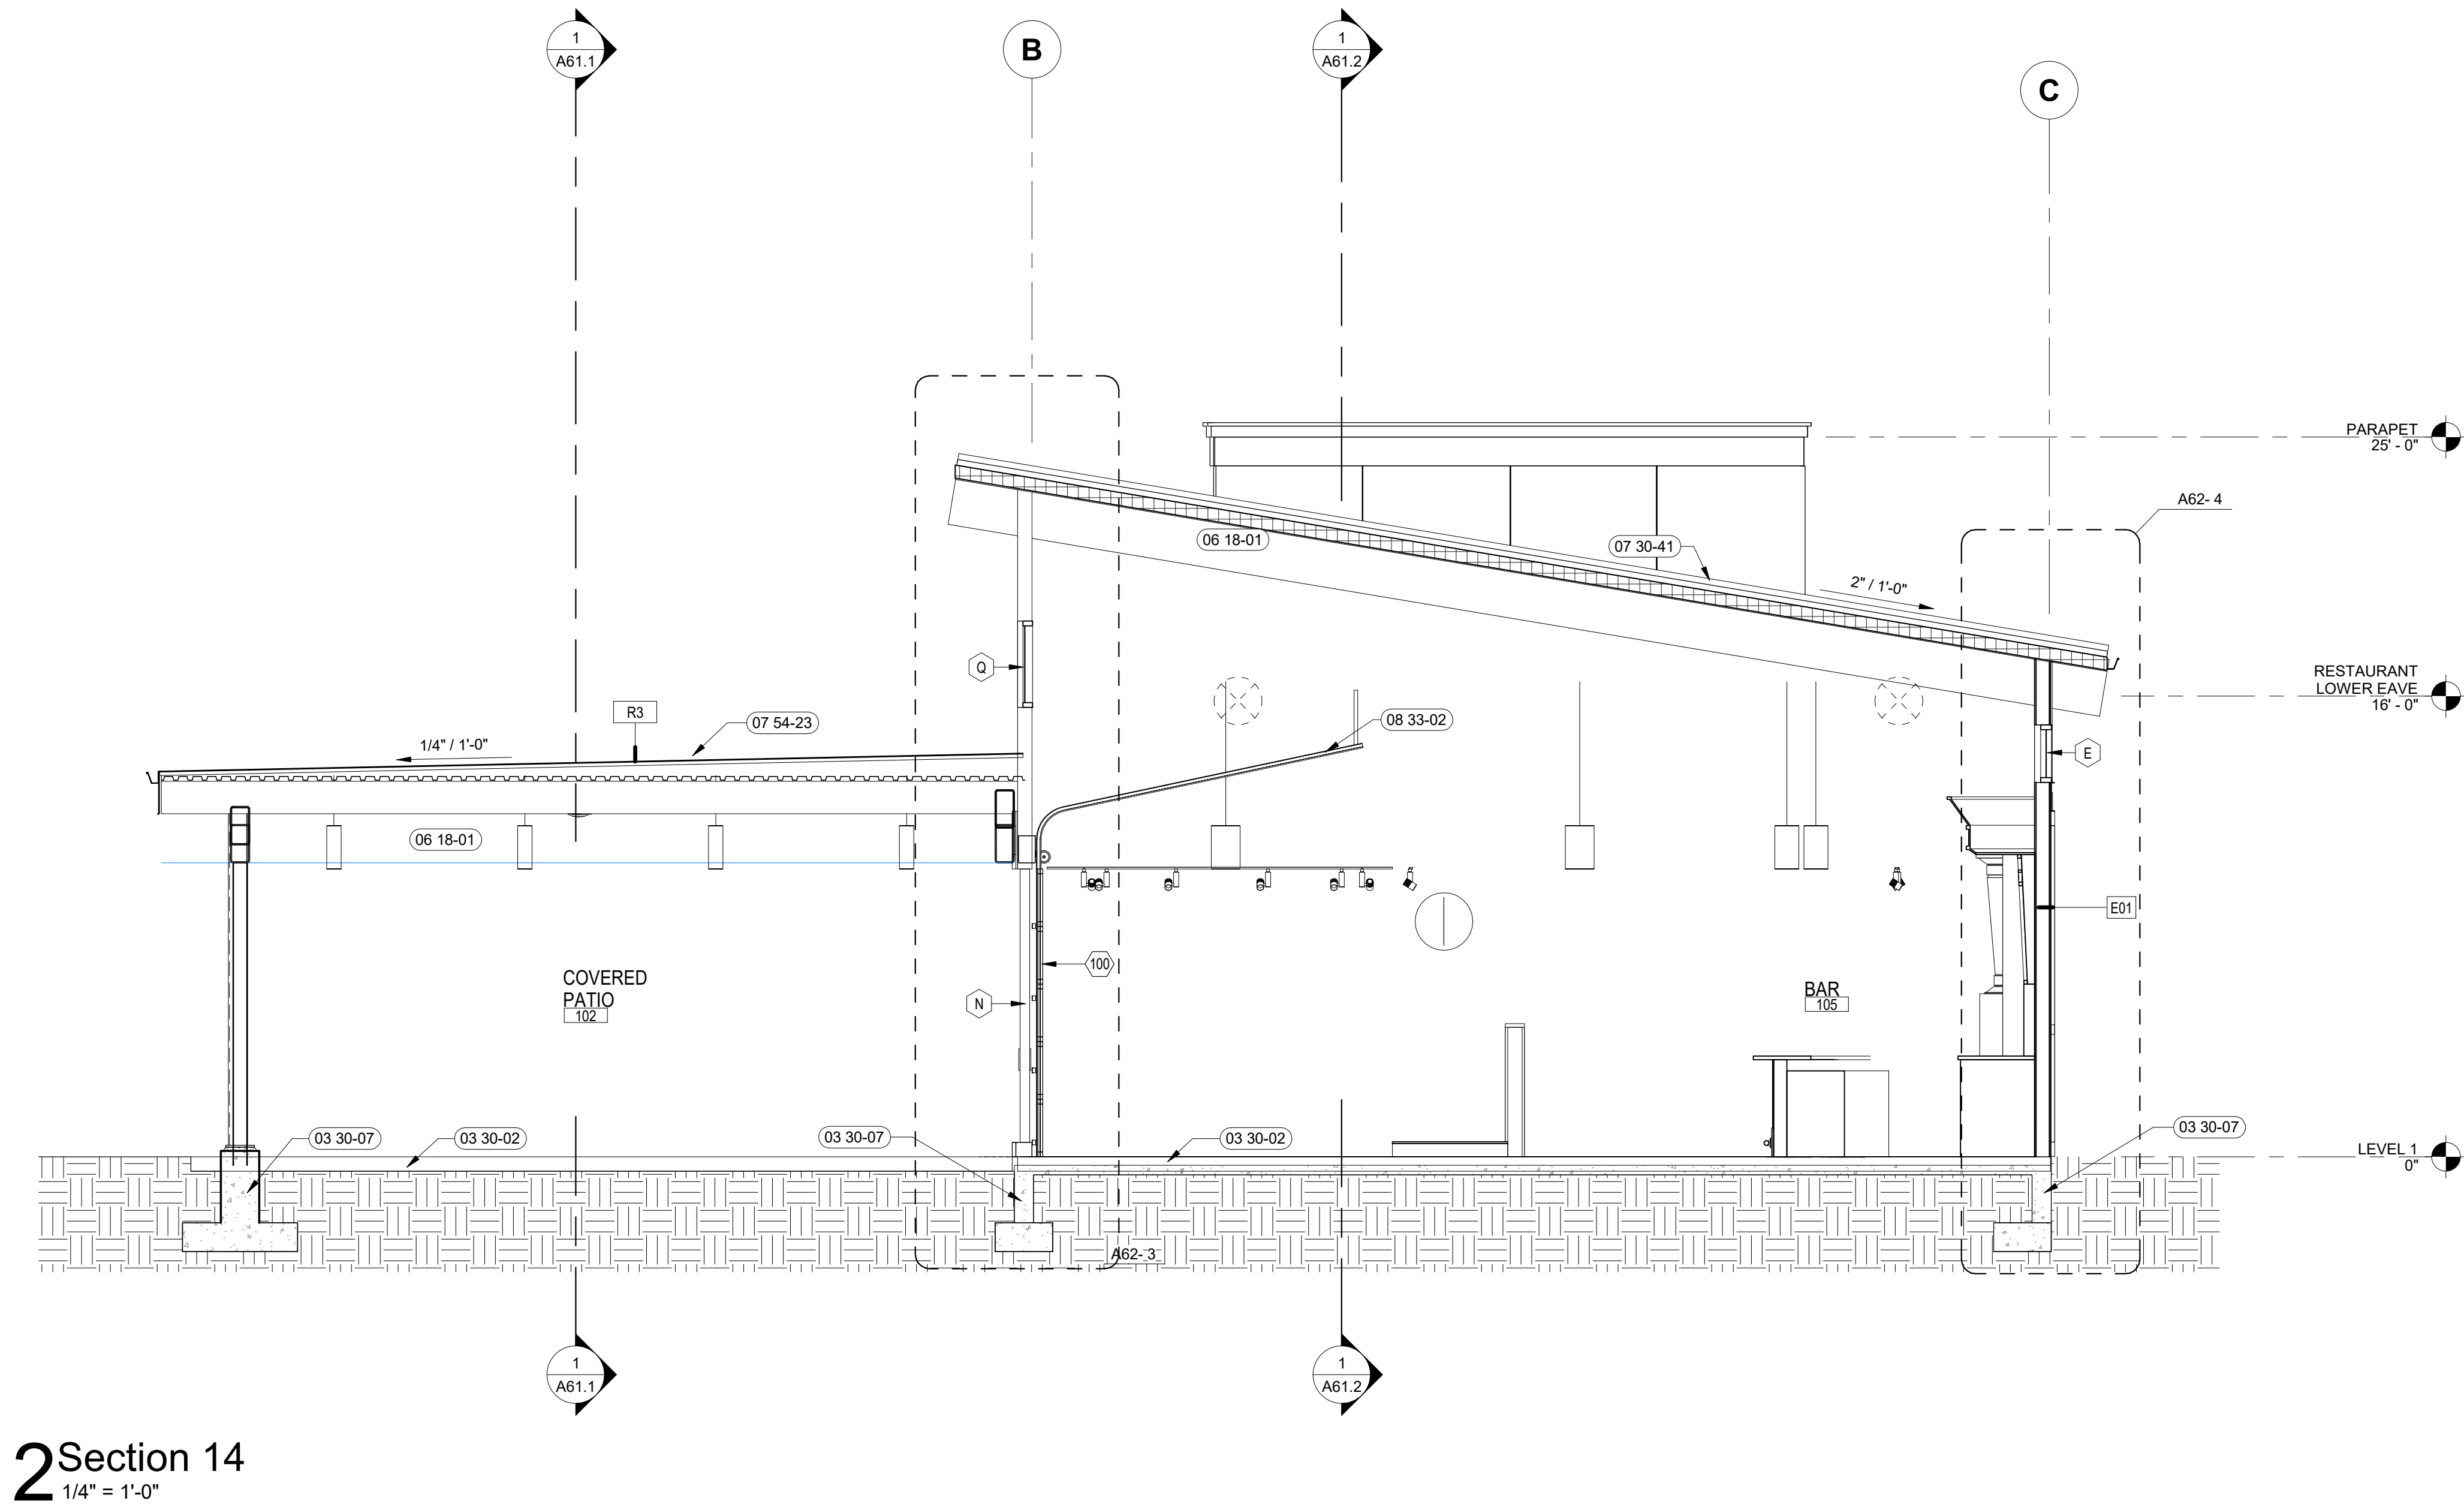 1
A61.1
B
1
A61.2
C
PARAPET
25' - 0"
A62- 4
06 18-01
07 30-41
2" / 1'-0"
Q
RESTAURANT
LOWER EAVE
16' - 0"
R3
07 54-23
08 33-02
1/4" / 1'-0"
E
06 18-01
E01
100
COVERED
PATIO
102
N
BAR
105
03 30-07
03 30-02
03 30-07
03 30-02
03 30-07
LEVEL 1
0"
A62- 3
1
A61.1
1
A61.2
2 Section 14
1/4" = 1'-0"